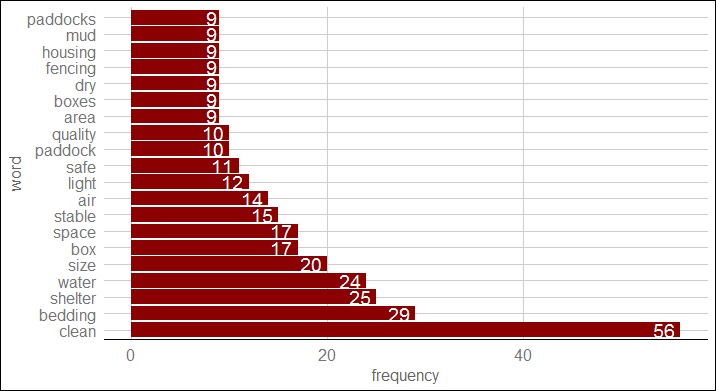 paddocks 9
mud 9
housing 9
fencing 9
dry 9
boxes 9
area 9
quality 10
paddock 10
safe 11
light 12
air 14
stable 15
space 17
box 17
size 20
water 24
shelter 25
bedding 29
clean 56
0 20 40
frequency
word